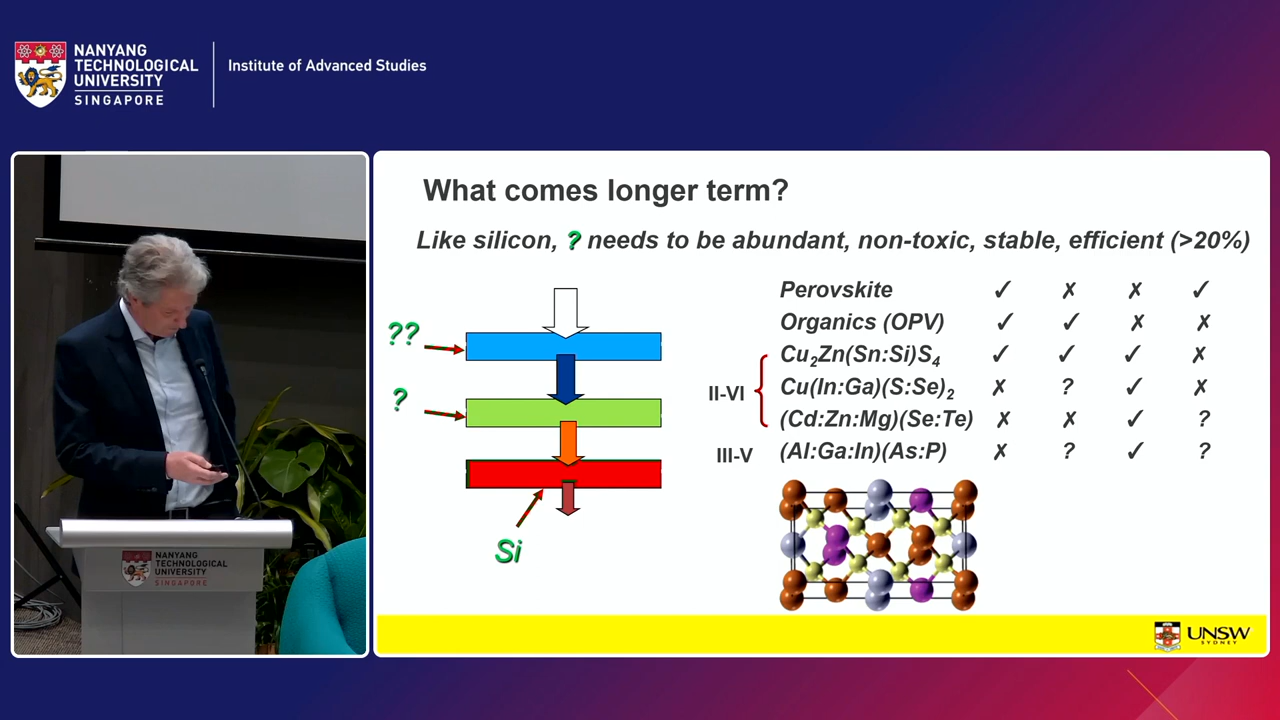 NANYANG
TECHNOLOGICAL
UNIVERSITY
SINGAPORE
Institute of Advanced Studies
What comes longer term?
Like silicon, ? needs to be abundant, non-toxic, stable, efficient (>20%)
??
?
Si
Perovskite ✓ ✗ ✗ ✓
Organics (OPV) ✓ ✓ ✗ ✗
Cu₂Zn(Sn:Si)S₄ ✓ ✓ ✓ ✗
II-VI Cu(In:Ga)(S:Se)₂ ✗ ? ✓ ✗
(Cd:Zn:Mg)(Se:Te) ✗ ✗ ✓ ?
III-V (Al:Ga:In)(As:P) ✗ ? ✓ ?
NANYANG
TECHNOLOGICAL
UNIVERSITY
SINGAPORE
UNSW
SYDNEY